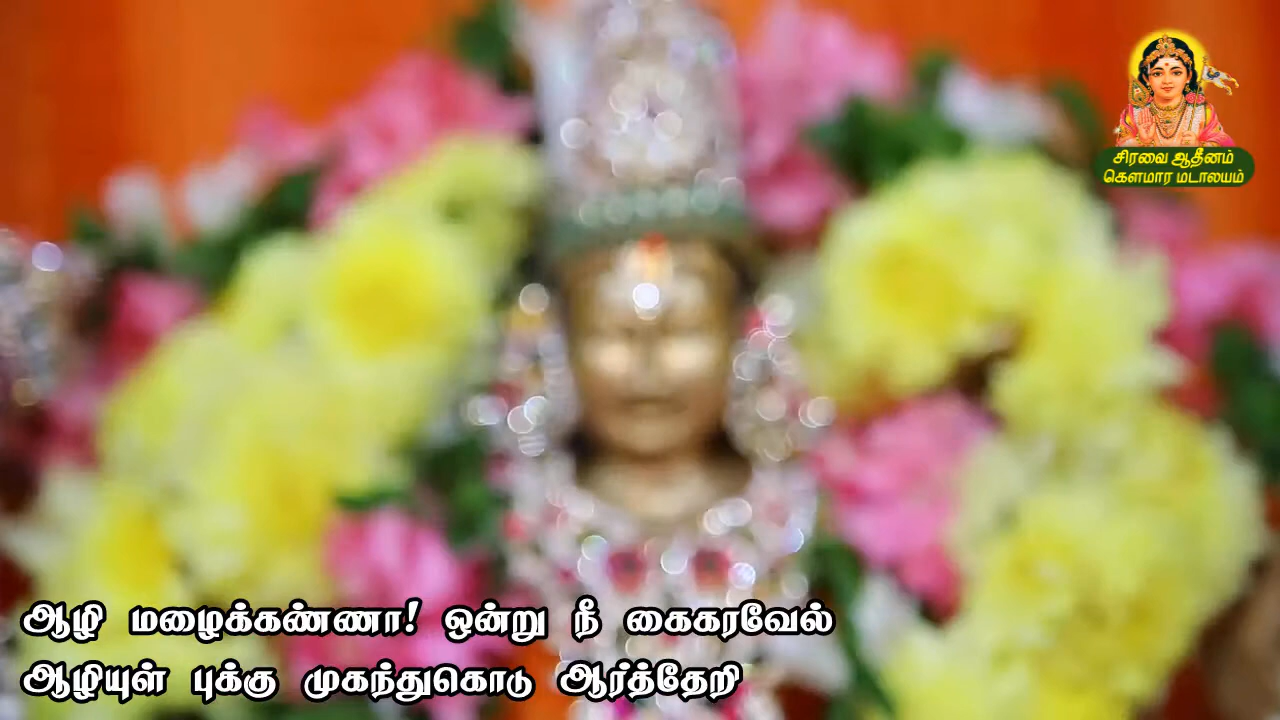 சிரவை ஆதீனம்
கௌமார மடாலயம்
ஆழி மழைக்கண்ணா! ஒன்று நீ கைகரவேல்
ஆழியுள் புக்கு முகந்துகொடு ஆர்த்தேறி